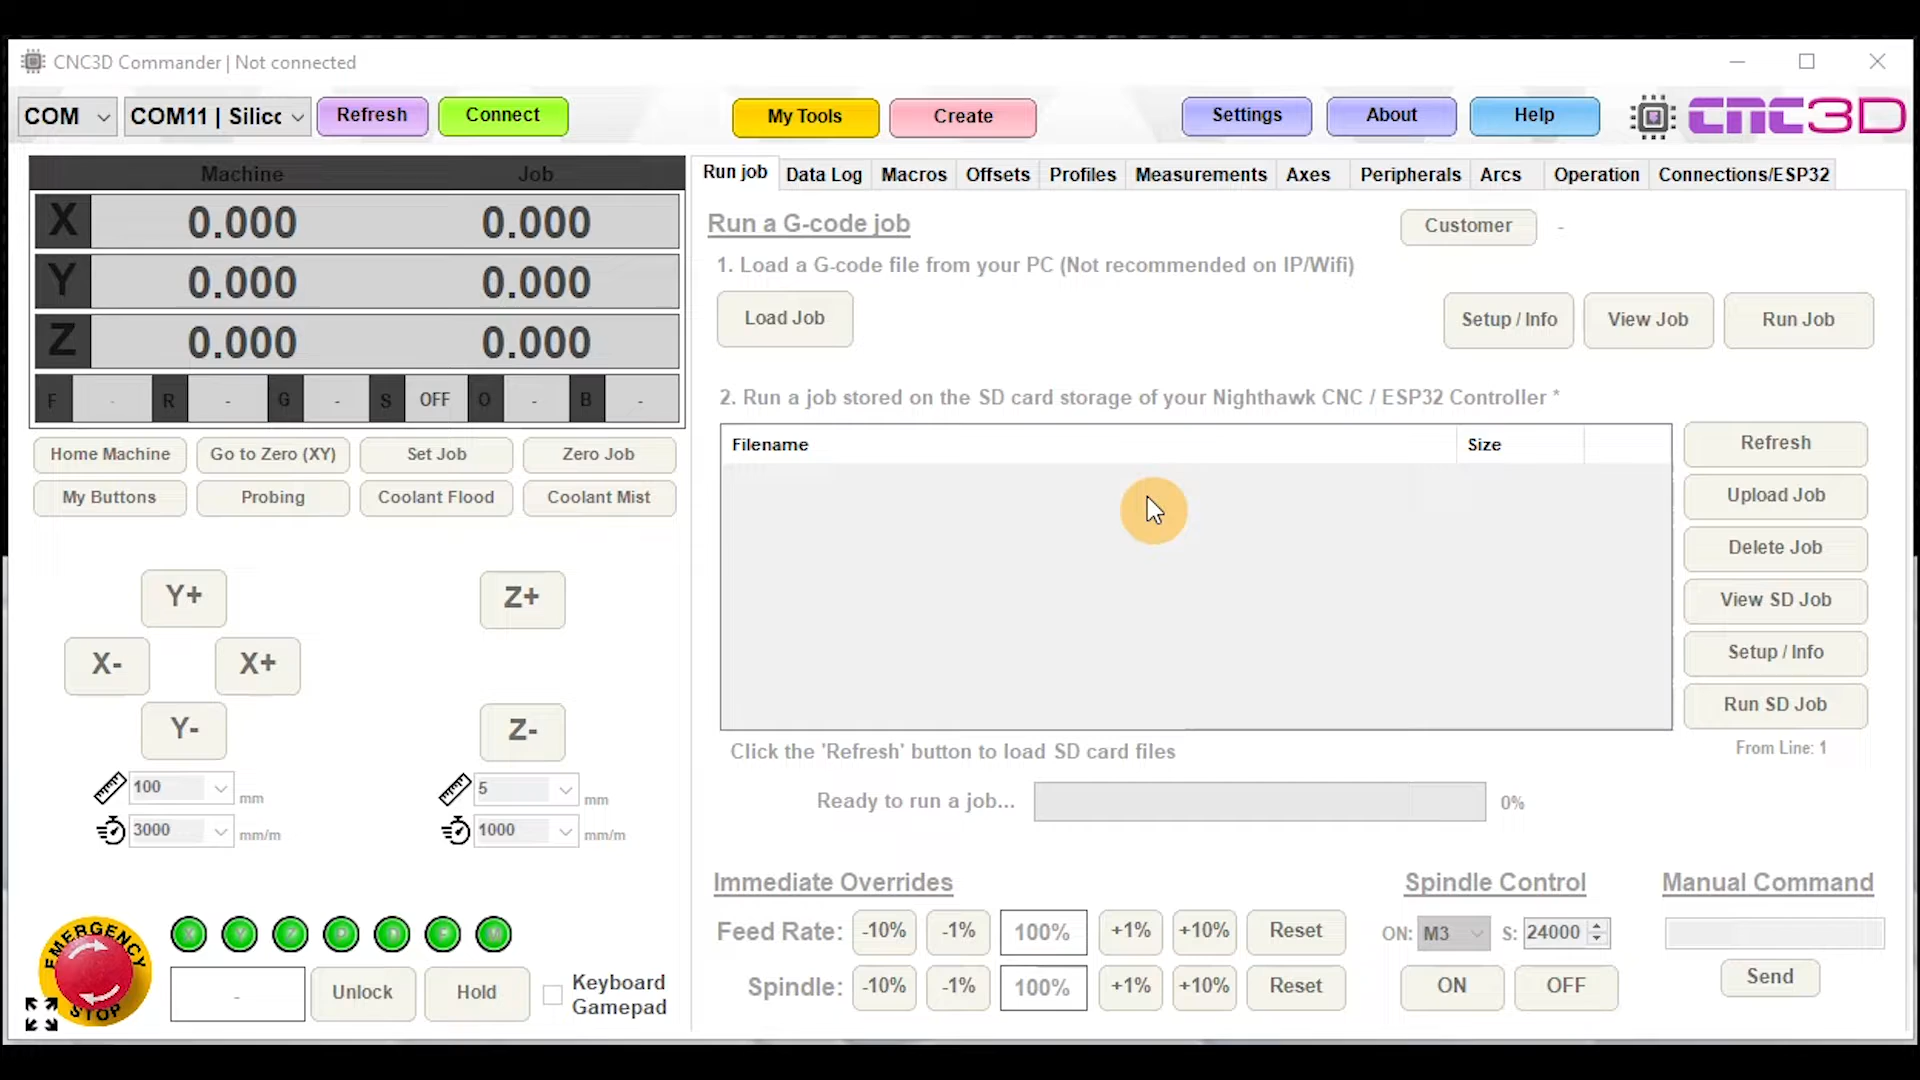 CNC3D Commander | Not connected
COM COM11 | Silicc Refresh Connect My Tools Create Settings About Help CNC3D
Machine Job
X 0.000 0.000
Y 0.000 0.000
Z 0.000 0.000
F - R - G - S OFF O - B -
Home Machine Go to Zero (XY) Set Job Zero Job
My Buttons Probing Coolant Flood Coolant Mist
Y+ Z+
X- X+
Y- Z-
100 mm 5 mm
3000 mm/m 1000 mm/m
EMERGENCY STOP
X Y Z P D
- Unlock Hold Keyboard Gamepad
Run job Data Log Macros Offsets Profiles Measurements Axes Peripherals Arcs Operation Connections/ESP32
Run a G-code job Customer -
1. Load a G-code file from your PC (Not recommended on IP/Wifi)
Load Job Setup / Info View Job Run Job
2. Run a job stored on the SD card storage of your Nighthawk CNC / ESP32 Controller *
Filename Size
Refresh
Upload Job
Delete Job
View SD Job
Setup / Info
Run SD Job
From Line: 1
Click the 'Refresh' button to load SD card files
Ready to run a job... 0%
Immediate Overrides Spindle Control Manual Command
Feed Rate: -10% -1% 100% +1% +10% Reset ON: M3 S: 24000
Spindle: -10% -1% 100% +1% +10% Reset ON OFF Send